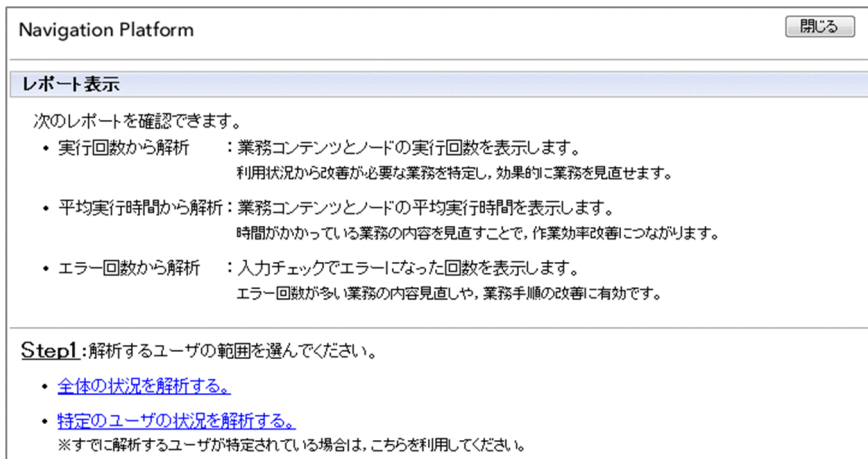 Navigation Platform
閉じる
レポート表示
次のレポートを確認できます。
• 実行回数から解析 : 業務コンテンツとノードの実行回数を表示します。
利用状況から改善が必要な業務を特定し, 効果的に業務を見直せます。
• 平均実行時間から解析 : 業務コンテンツとノードの平均実行時間を表示します。
時間がかかっている業務の内容を見直すことで, 作業効率改善につながります。
• エラー回数から解析 : 入力チェックでエラーになった回数を表示します。
エラー回数が多い業務の内容見直しや, 業務手順の改善に有効です。
Step1:解析するユーザの範囲を選んでください。
• 全体の状況を解析する。
• 特定のユーザの状況を解析する。
※すでに解析するユーザが特定されている場合は, こちらを利用してください。